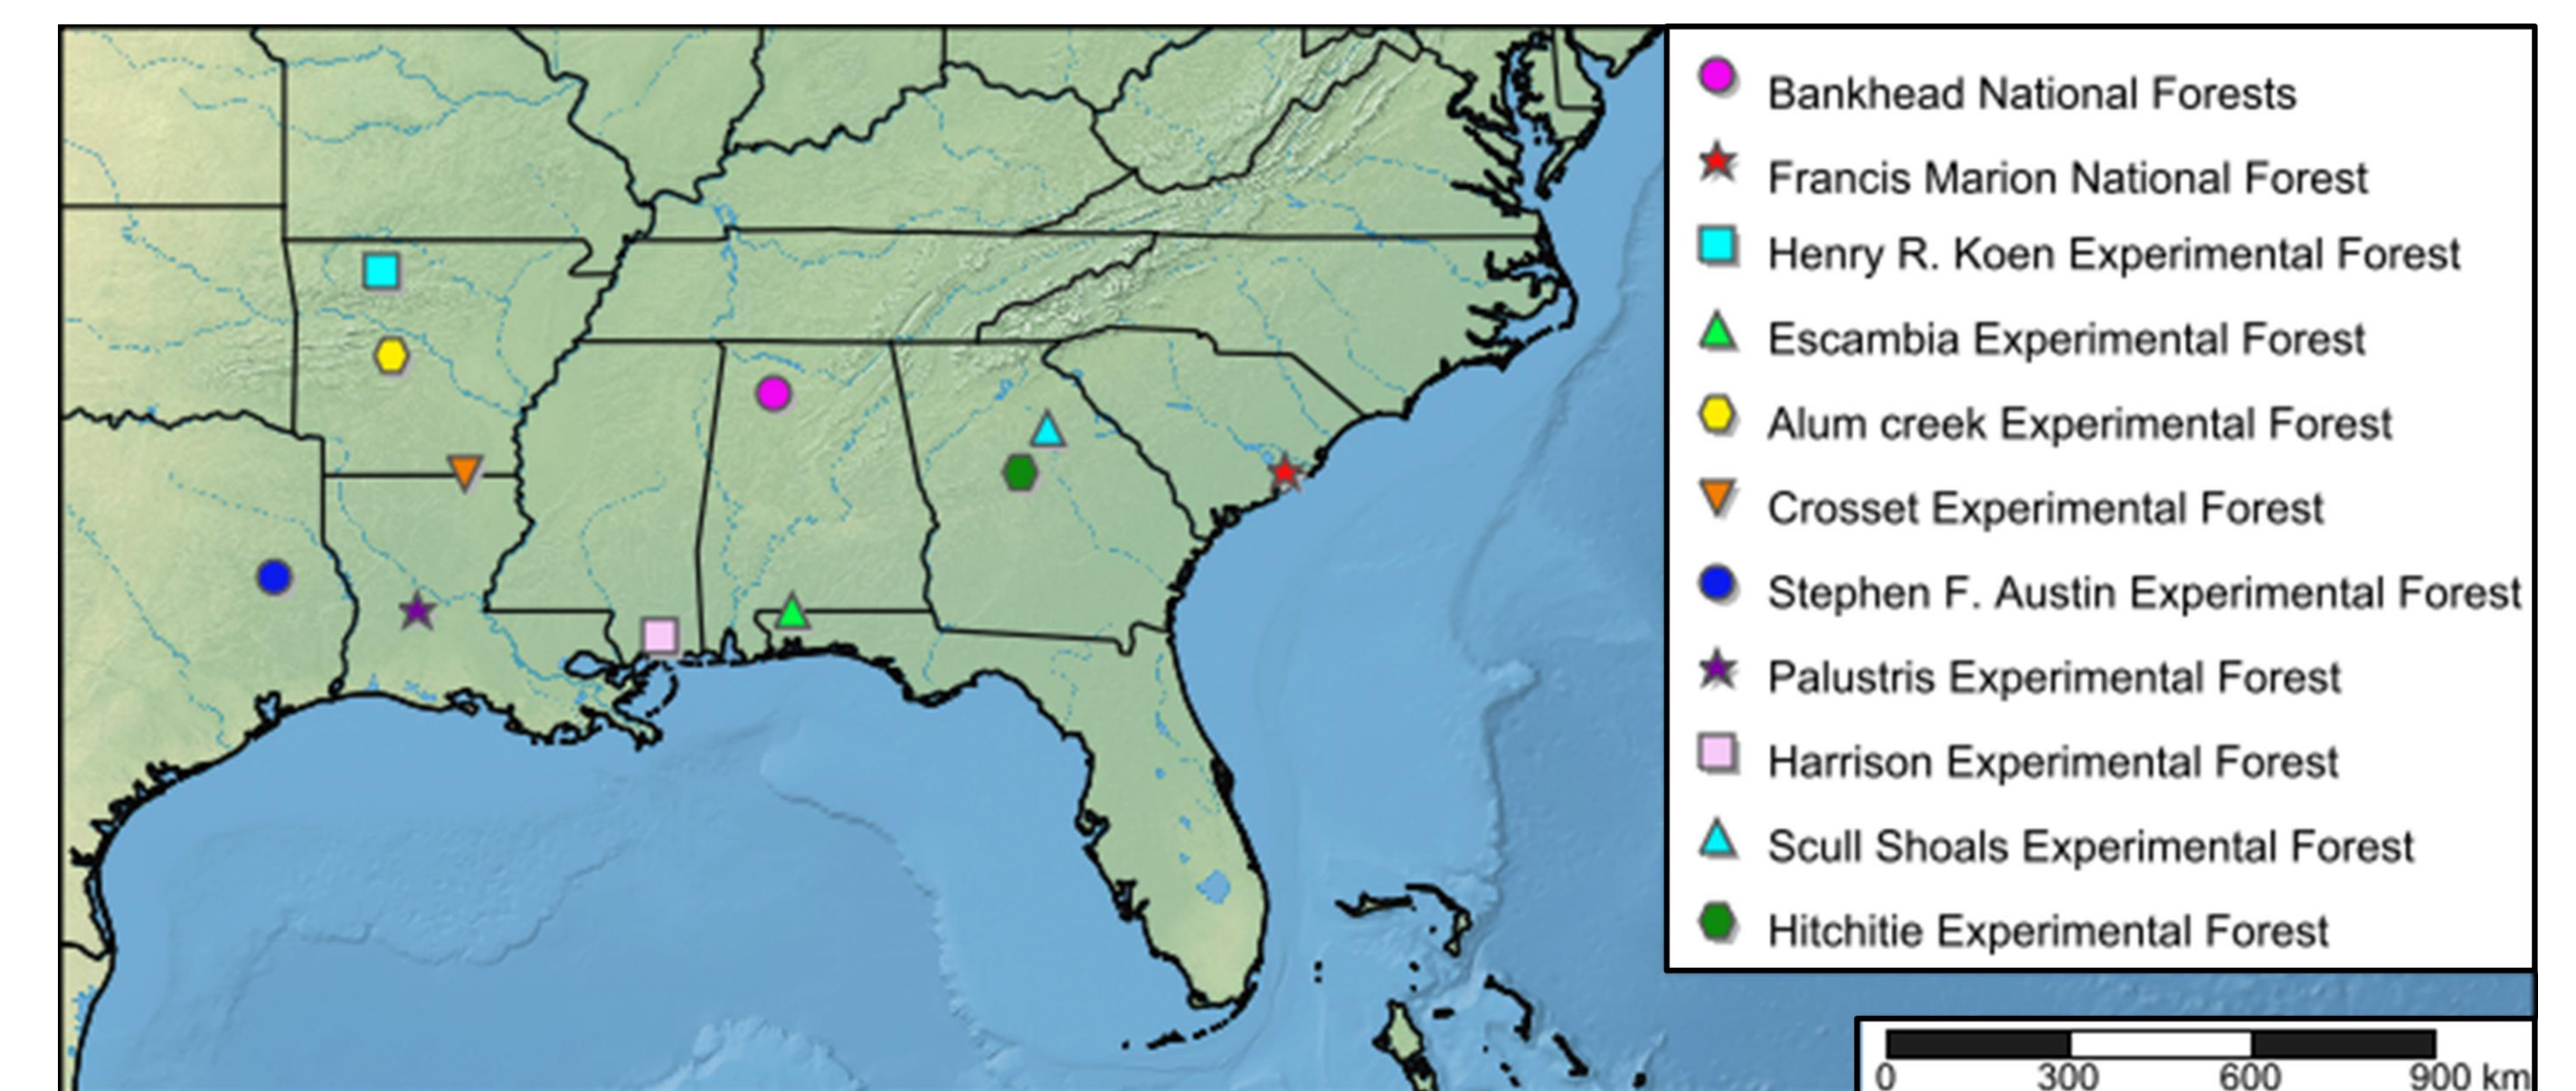 Bankhead National Forests
Francis Marion National Forest
Henry R. Koen Experimental Forest
Escambia Experimental Forest
Alum creek Experimental Forest
Crosset Experimental Forest
Stephen F. Austin Experimental Forest
Palustris Experimental Forest
Harrison Experimental Forest
Scull Shoals Experimental Forest
Hitchitie Experimental Forest
0 300 600 900 km